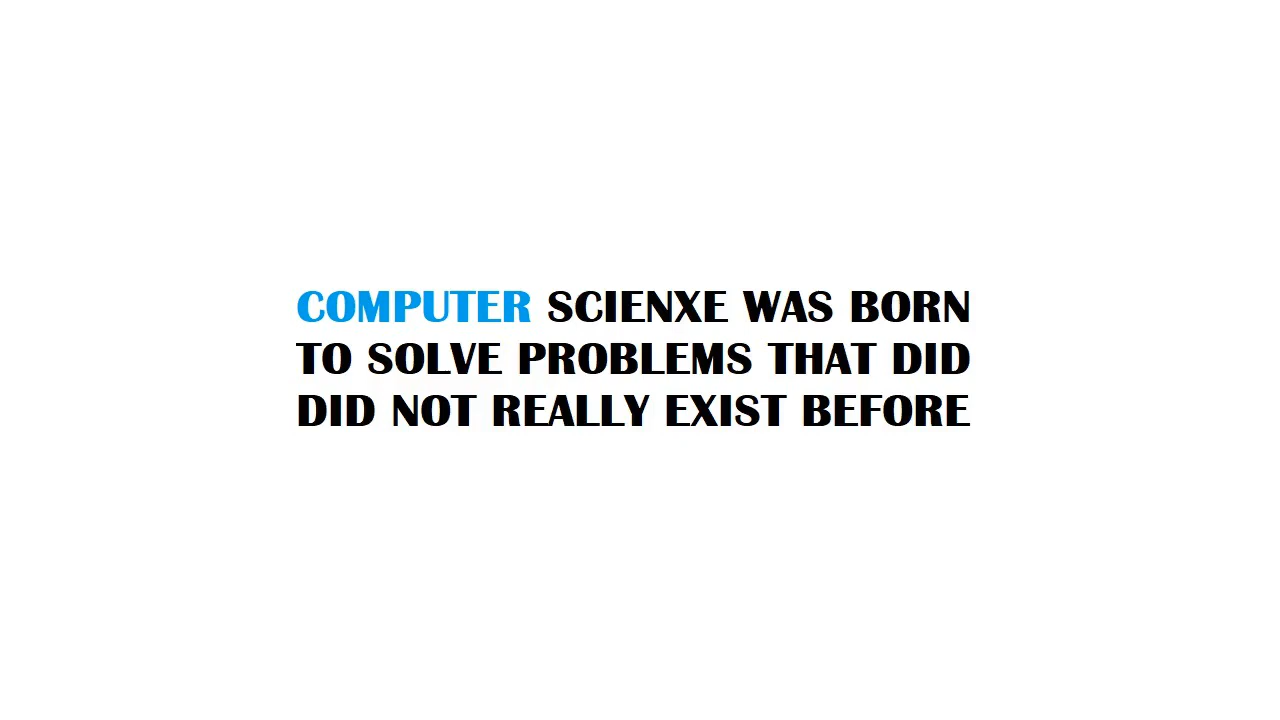 COMPUTER SCIENXE WAS BORN
TO SOLVE PROBLEMS THAT DID
DID NOT REALLY EXIST BEFORE